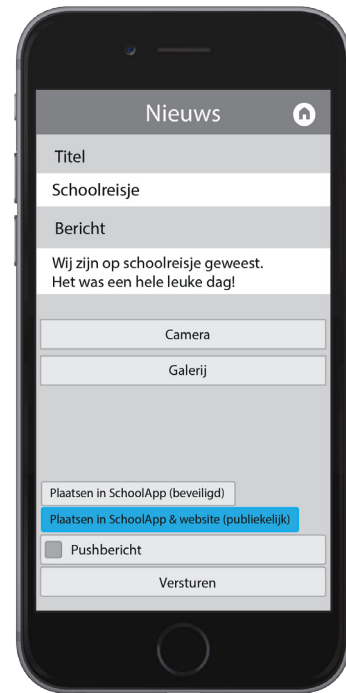 Nieuws
Titel
Schoolreisje
Bericht
Wij zijn op schoolreisje geweest.
Het was een hele leuke dag!
Camera
Galerij
Plaatsen in SchoolApp (beveiligd)
Plaatsen in SchoolApp & website (publiekelijk)
Pushbericht
Versturen